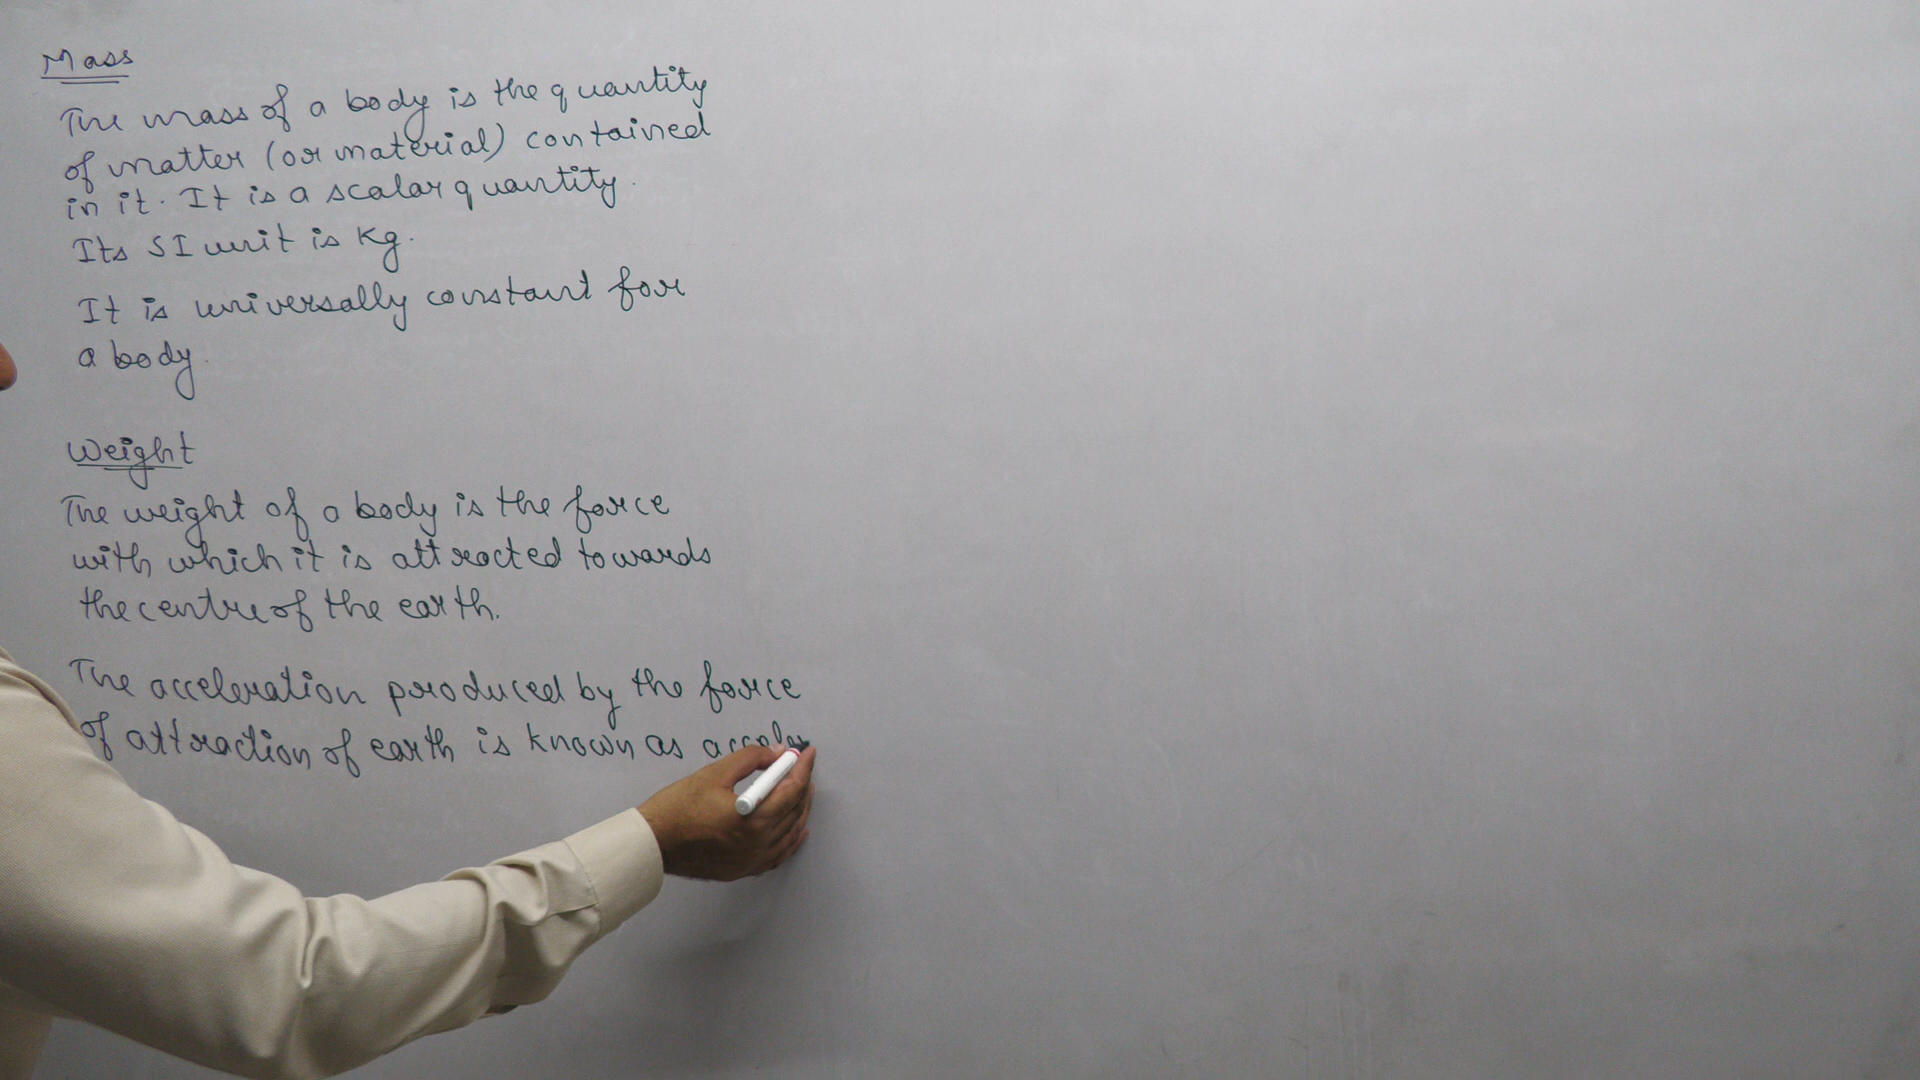 Mass
The mass of a body is the quantity
of matter (or material) contained
in it. It is a scalar quantity.
Its SI unit is Kg.
It is universally constant for
a body.
Weight
The weight of a body is the force
with which it is attracted towards
the centre of the earth.
The acceleration produced by the force
of attraction of earth is known as